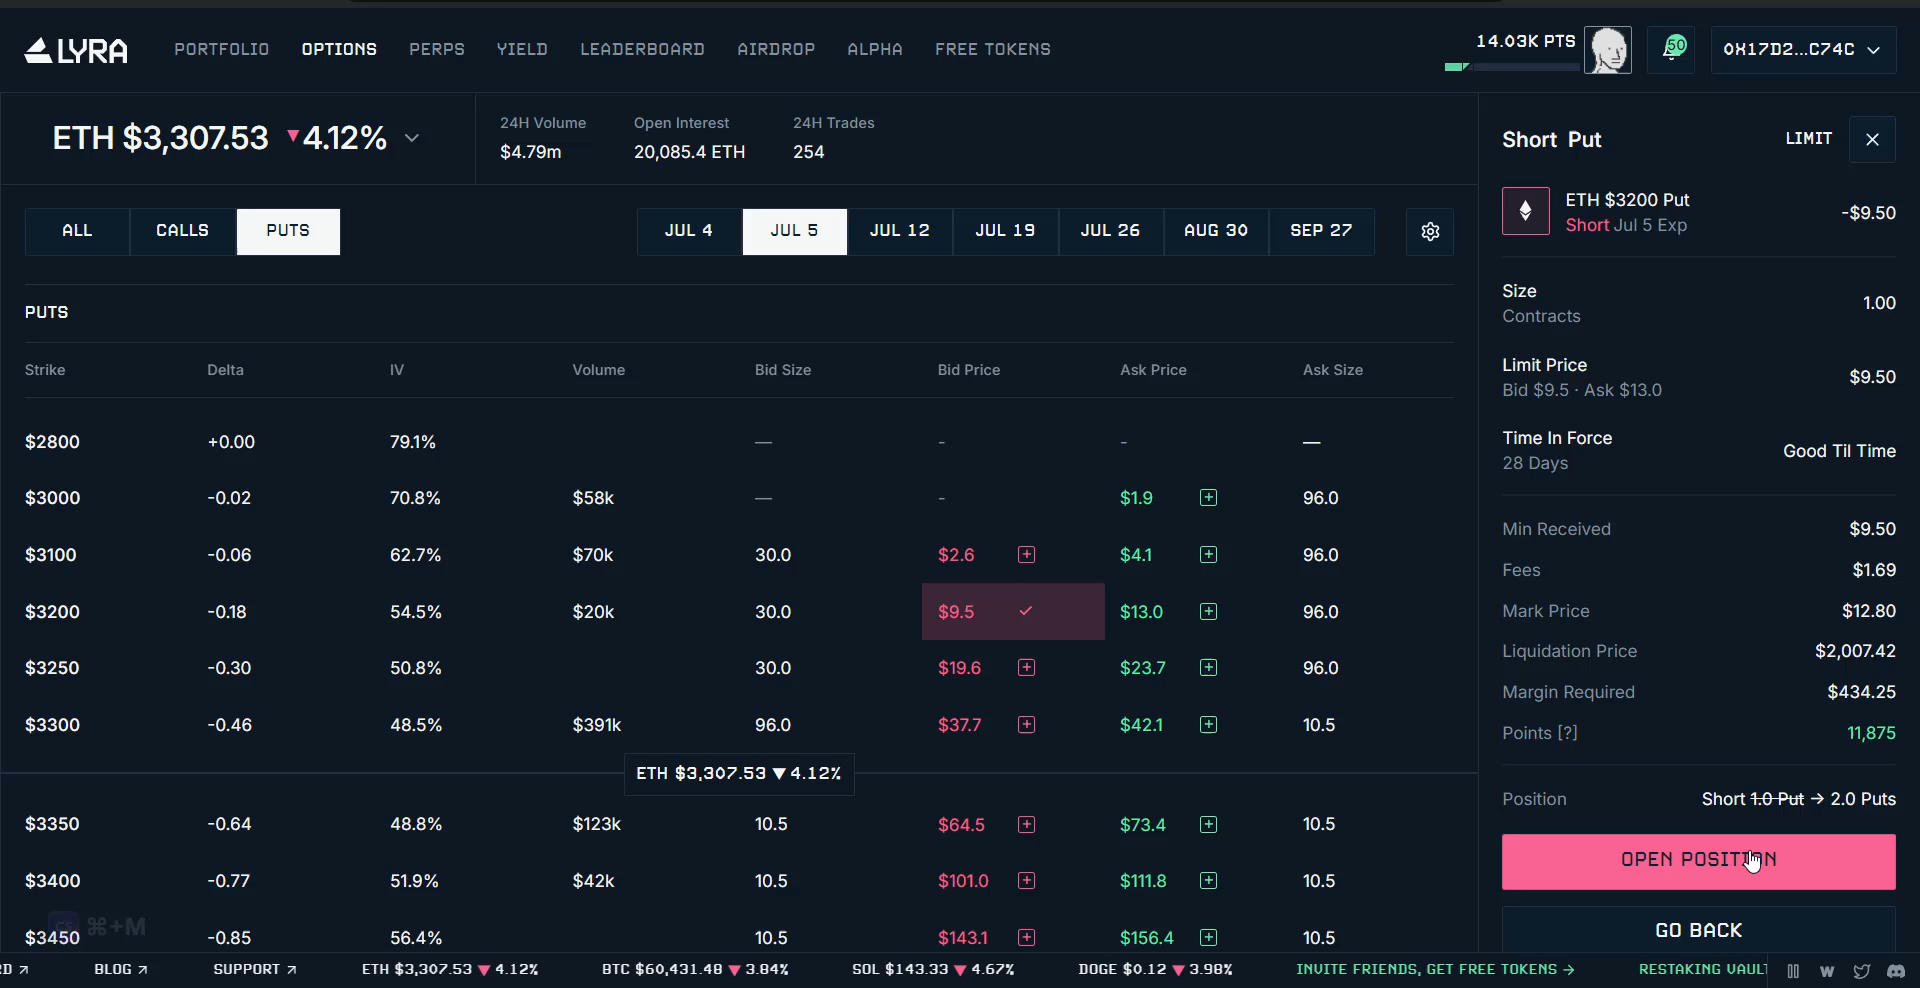 LYRA PORTFOLIO OPTIONS PERPS YIELD LEADERBOARD AIRDROP ALPHA FREE TOKENS 14.03K PTS 50 0X17D2...C74C
ETH $3,307.53 ▼4.12%
24H Volume Open Interest 24H Trades
$4.79m 20,085.4 ETH 254
ALL CALLS PUTS JUL 4 JUL 5 JUL 12 JUL 19 JUL 26 AUG 30 SEP 27
PUTS
Strike Delta IV Volume Bid Size Bid Price Ask Price Ask Size
$2800 +0.00 79.1% — - - —
$3000 -0.02 70.8% $58k — - $1.9 96.0
$3100 -0.06 62.7% $70k 30.0 $2.6 $4.1 96.0
$3200 -0.18 54.5% $20k 30.0 $9.5 $13.0 96.0
$3250 -0.30 50.8% 30.0 $19.6 $23.7 96.0
$3300 -0.46 48.5% $391k 96.0 $37.7 $42.1 10.5
ETH $3,307.53 ▼4.12%
$3350 -0.64 48.8% $123k 10.5 $64.5 $73.4 10.5
$3400 -0.77 51.9% $42k 10.5 $101.0 $111.8 10.5
⌘+M
$3450 -0.85 56.4% 10.5 $143.1 $156.4 10.5
Short Put LIMIT
ETH $3200 Put -$9.50
Short Jul 5 Exp
Size 1.00
Contracts
Limit Price $9.50
Bid $9.5 · Ask $13.0
Time In Force Good Til Time
28 Days
Min Received $9.50
Fees $1.69
Mark Price $12.80
Liquidation Price $2,007.42
Margin Required $434.25
Points [?] 11,875
Position Short 1.0 Put → 2.0 Puts
OPEN POSITION
GO BACK
D ↗ BLOG ↗ SUPPORT ↗ ETH $3,307.53 ▼ 4.12% BTC $60,431.48 ▼ 3.84% SOL $143.33 ▼ 4.67% DOGE $0.12 ▼ 3.98% INVITE FRIENDS, GET FREE TOKENS → RESTAKING VAUL